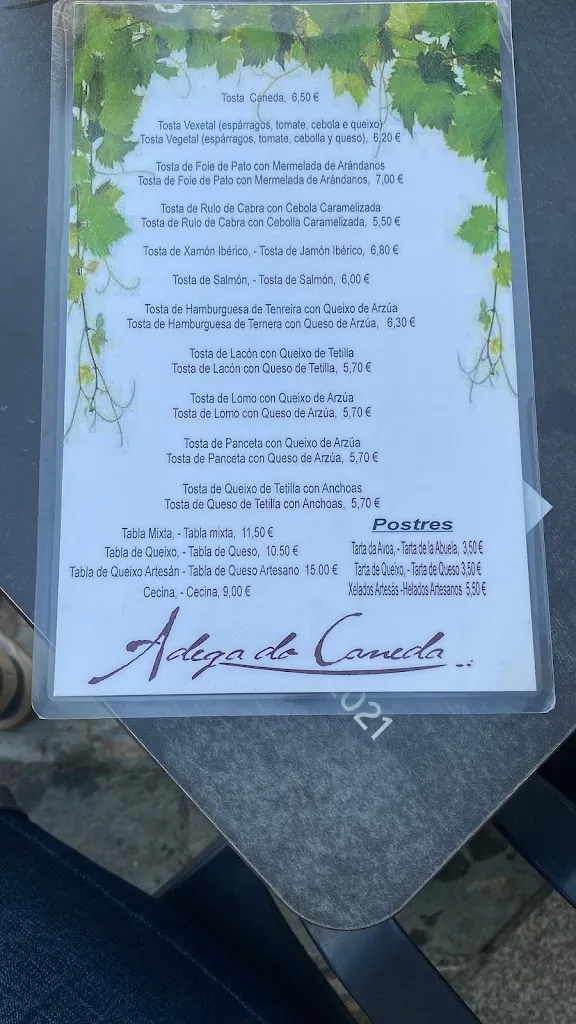 Tosta Caneda, 6,50 €
Tosta Vexetal (espárragos, tomate, cebola e queixo)
Tosta Vegetal (espárragos, tomate, cebolla y queso), 6,20 €
Tosta de Foie de Pato con Mermelada de Arándanos
Tosta de Foie de Pato con Mermelada de Arándanos, 7,00 €
Tosta de Rulo de Cabra con Cebola Caramelizada
Tosta de Rulo de Cabra con Cebolla Caramelizada, 5,50 €
Tosta de Xamón Ibérico, - Tosta de Jamón Ibérico, 6,80 €
Tosta de Salmón, - Tosta de Salmón, 6,00 €
Tosta de Hamburguesa de Tenreira con Queixo de Arzúa
Tosta de Hamburguesa de Ternera con Queso de Arzúa, 6,30 €
Tosta de Lacón con Queixo de Tetilla
Tosta de Lacón con Queso de Tetilla, 5,70 €
Tosta de Lomo con Queixo de Arzúa
Tosta de Lomo con Queso de Arzúa, 5,70 €
Tosta de Panceta con Queixo de Arzúa
Tosta de Panceta con Queso de Arzúa, 5,70 €
Tosta de Queixo de Tetilla con Anchoas
Tosta de Queso de Tetilla con Anchoas, 5,70 €
Tabla Mixta, - Tabla mixta, 11,50 €
Tabla de Queixo, - Tabla de Queso, 10.50 €
Tabla de Queixo Artesán - Tabla de Queso Artesano 15.00 €
Cecina, - Cecina, 9,00 €
Postres
Tarta da Avoa, - Tarta de la Abuela, 3,50 €
Tarta de Queixo, - Tarta de Queso 3,50 €
Xelados Artesás -Helados Artesanos 5,50 €
Adega do Caneda...
2021